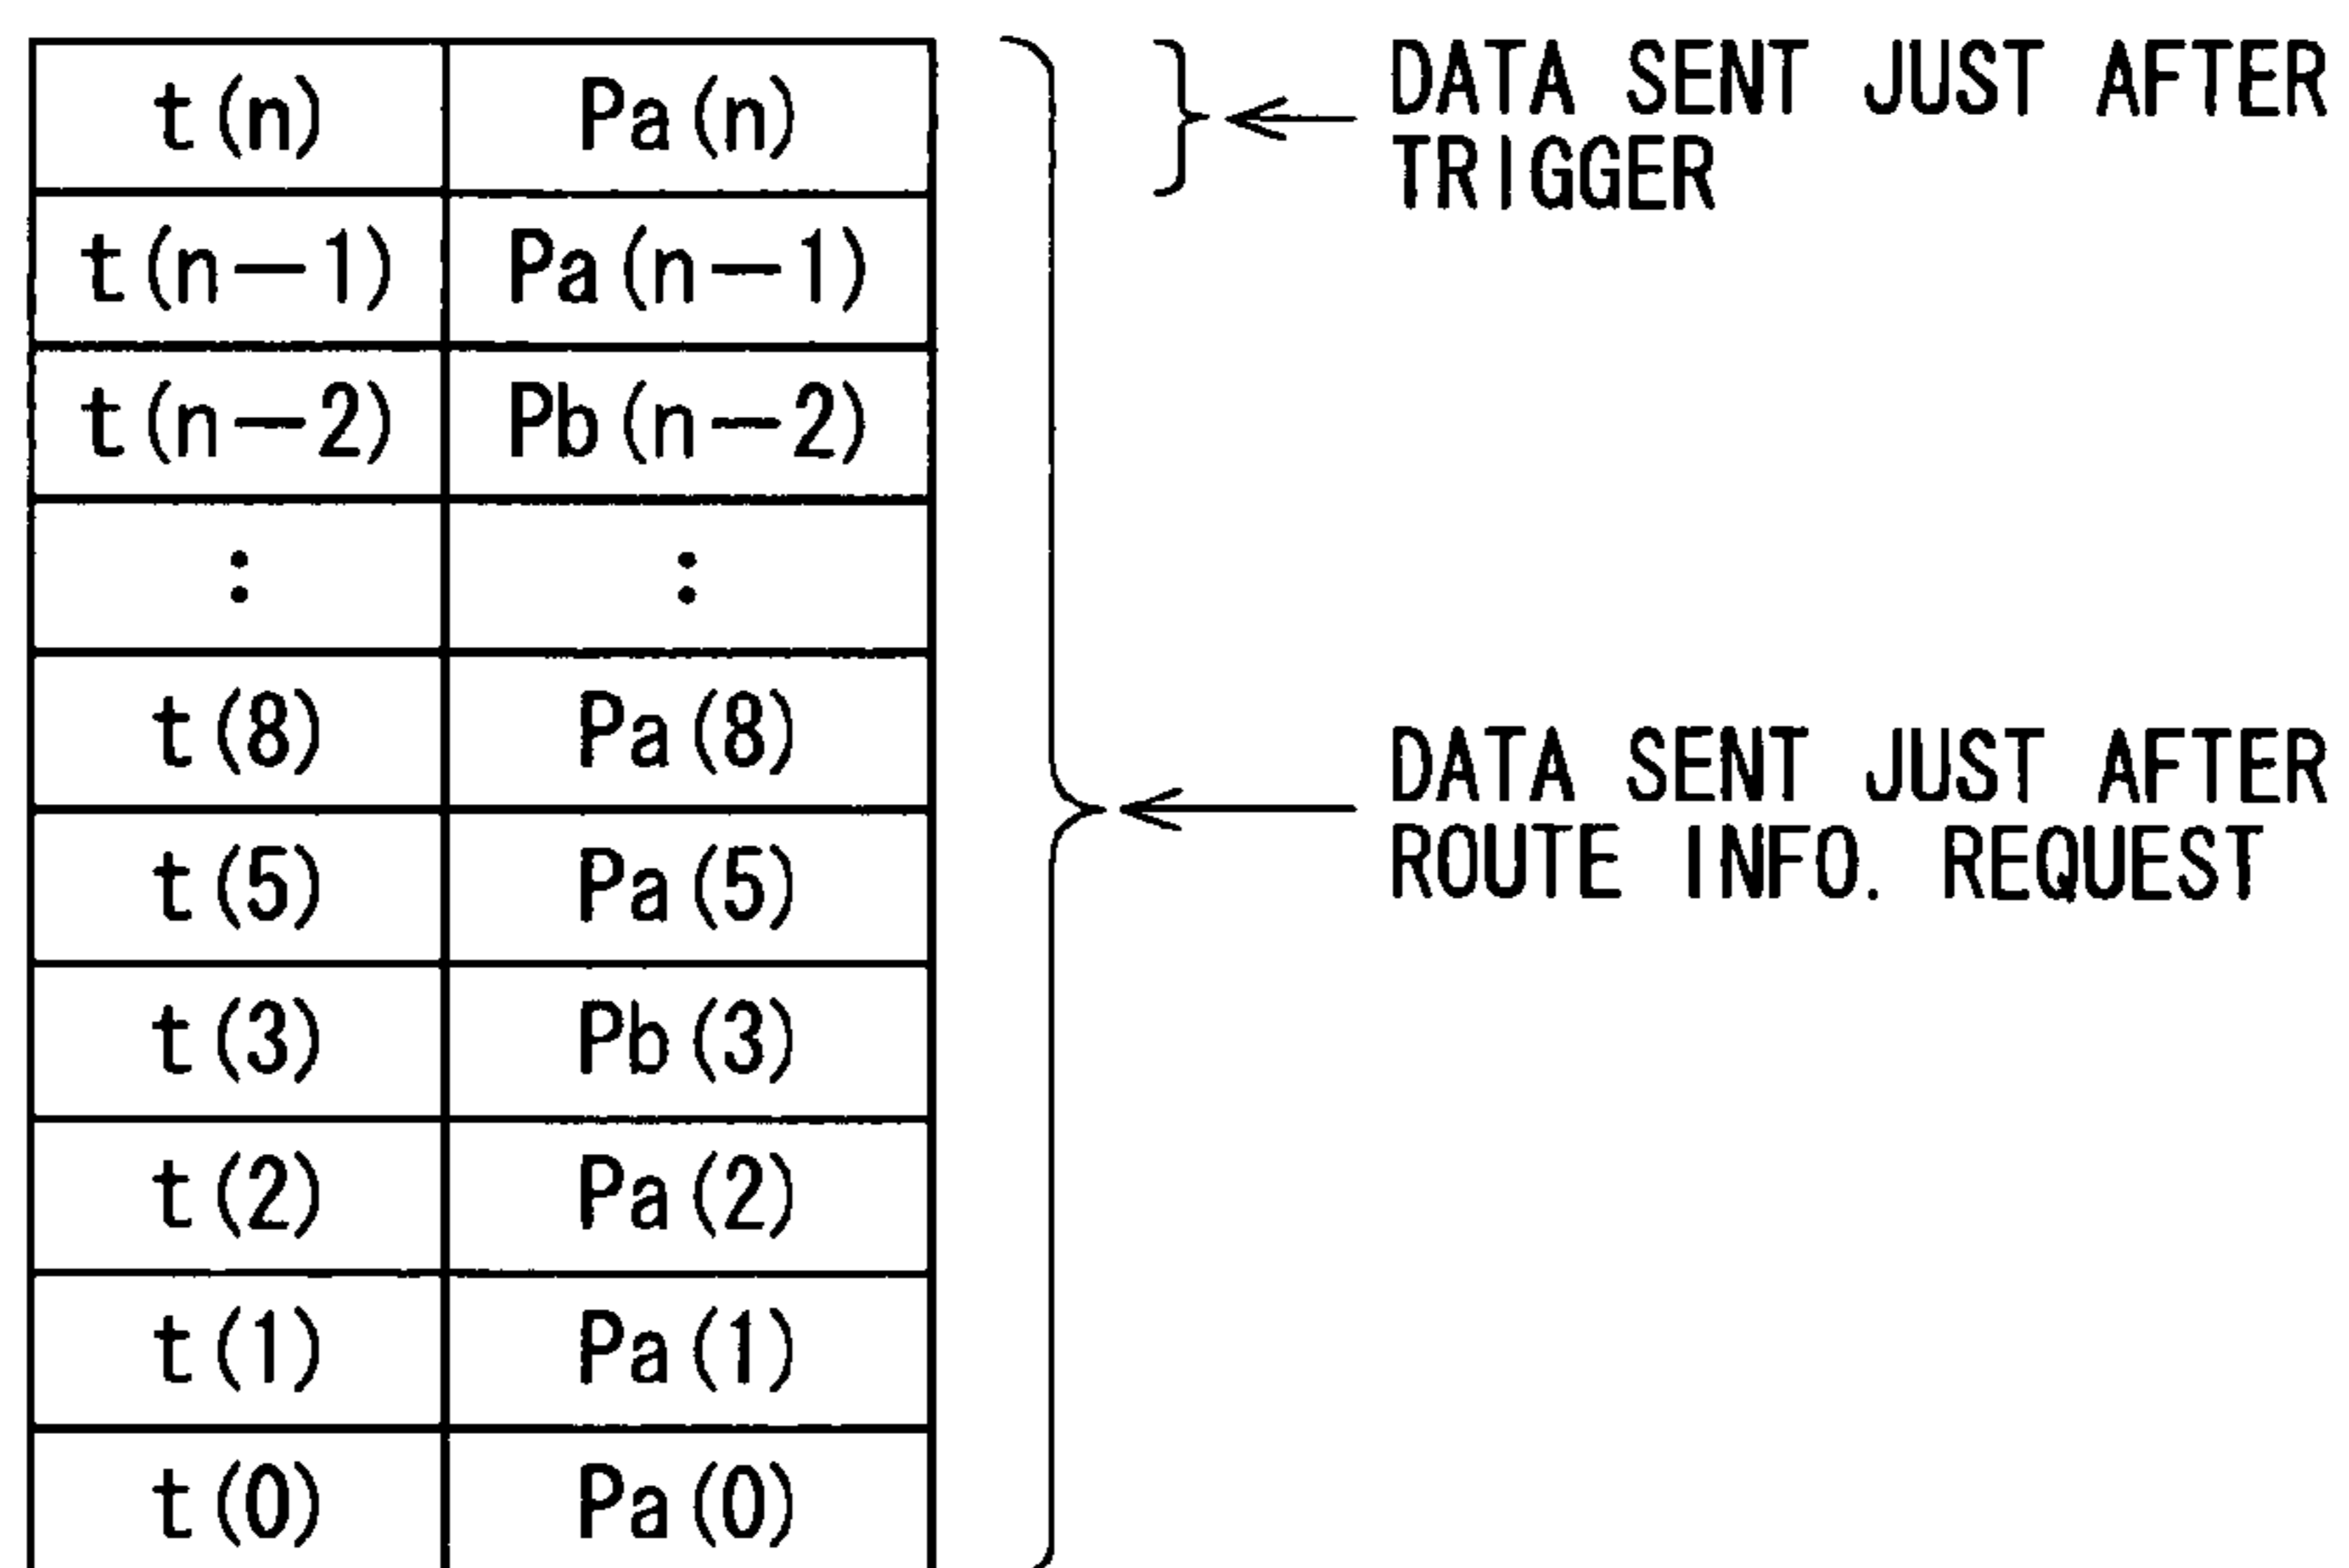 t(n) Pa(n)
t(n-1) Pa(n-1)
t(n-2) Pb(n-2)
: :
t(8) Pa(8)
t(5) Pa(5)
t(3) Pb(3)
t(2) Pa(2)
t(1) Pa(1)
t(0) Pa(0)
DATA SENT JUST AFTER
TRIGGER
DATA SENT JUST AFTER
ROUTE INFO. REQUEST